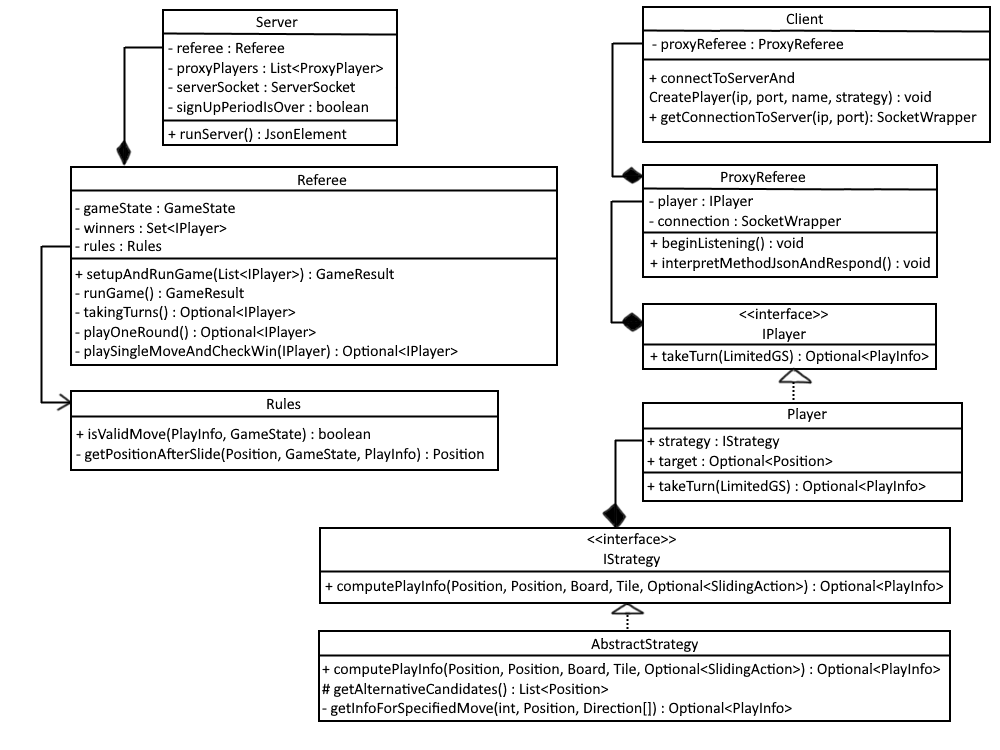 Server
- referee : Referee
- proxyPlayers : List<ProxyPlayer>
- serverSocket : ServerSocket
- signUpPeriodIsOver : boolean
+ runServer() : JsonElement
Referee
- gameState : GameState
- winners : Set<IPlayer>
- rules : Rules
+ setupAndRunGame(List<IPlayer>) : GameResult
- runGame() : GameResult
- takingTurns() : Optional<IPlayer>
- playOneRound() : Optional<IPlayer>
- playSingleMoveAndCheckWin(IPlayer) : Optional<IPlayer>
Rules
+ isValidMove(PlayInfo, GameState) : boolean
- getPositionAfterSlide(Position, GameState, PlayInfo) : Position
Client
- proxyReferee : ProxyReferee
+ connectToServerAnd
CreatePlayer(ip, port, name, strategy) : void
+ getConnectionToServer(ip, port): SocketWrapper
ProxyReferee
- player : IPlayer
- connection : SocketWrapper
+ beginListening() : void
+ interpretMethodJsonAndRespond() : void
<<interface>>
IPlayer
+ takeTurn(LimitedGS) : Optional<PlayInfo>
Player
+ strategy : IStrategy
+ target : Optional<Position>
+ takeTurn(LimitedGS) : Optional<PlayInfo>
<<interface>>
IStrategy
+ computePlayInfo(Position, Position, Board, Tile, Optional<SlidingAction>) : Optional<PlayInfo>
AbstractStrategy
+ computePlayInfo(Position, Position, Board, Tile, Optional<SlidingAction>) : Optional<PlayInfo>
# getAlternativeCandidates() : List<Position>
- getInfoForSpecifiedMove(int, Position, Direction[]) : Optional<PlayInfo>